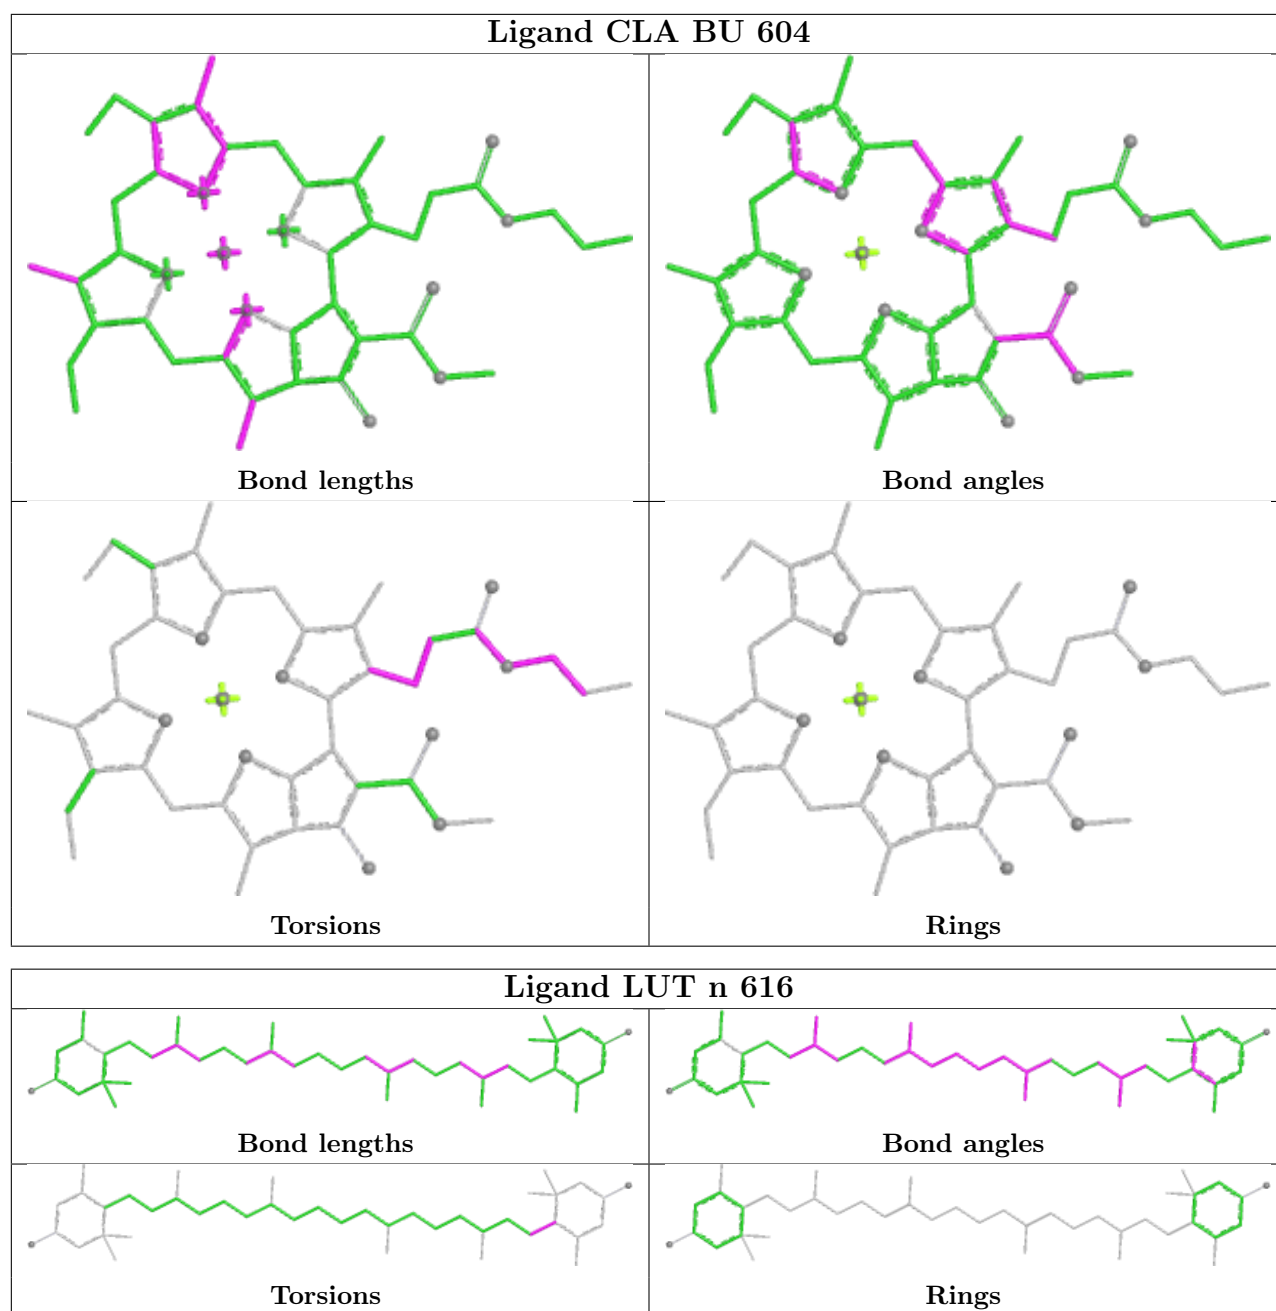 Ligand CLA BU 604
Bond lengths
Bond angles
Torsions
Rings
Ligand LUT n 616
Bond lengths
Bond angles
Torsions
Rings